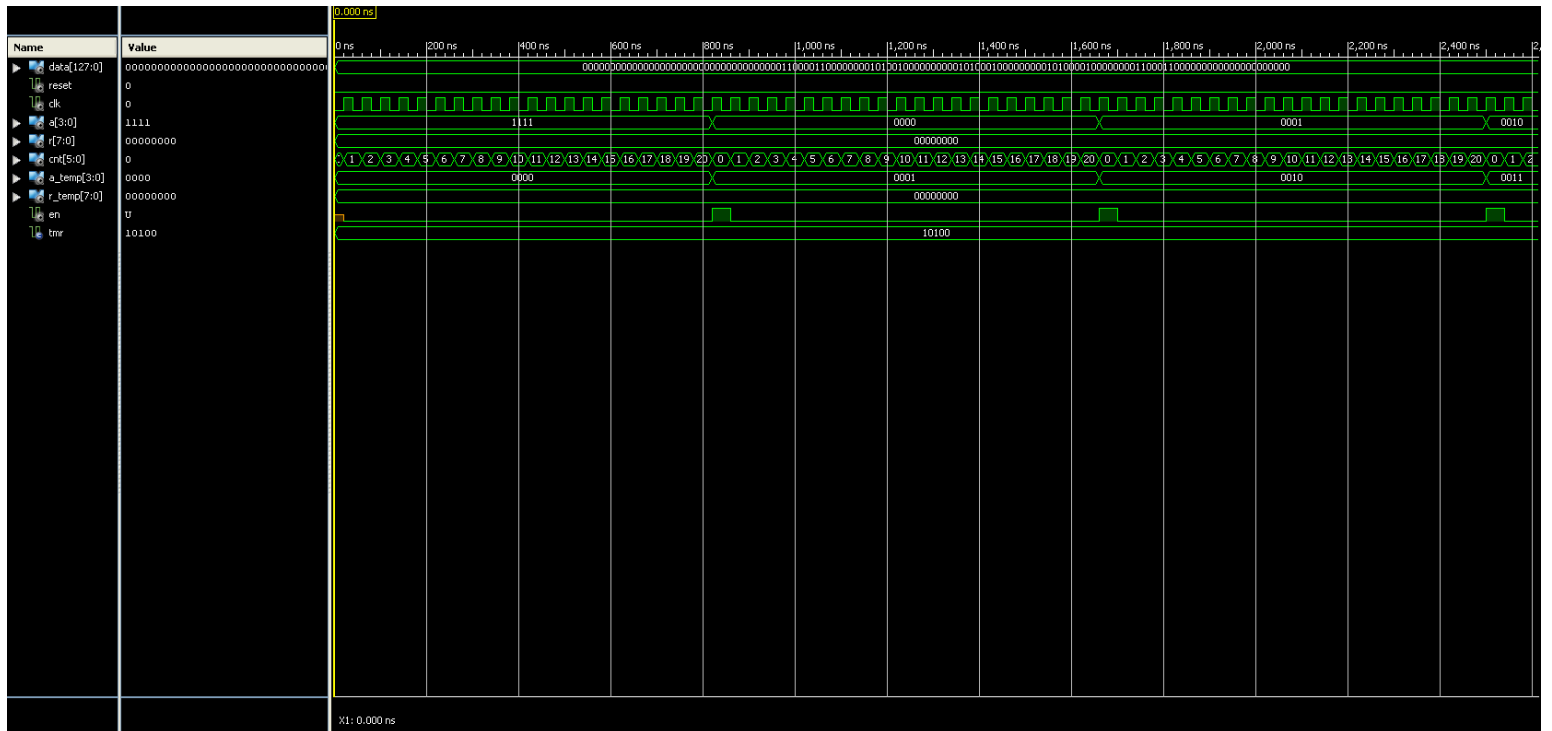 0.000 ns
Name Value
0 ns 200 ns 400 ns 600 ns 800 ns 1,000 ns 1,200 ns 1,400 ns 1,600 ns 1,800 ns 2,000 ns 2,200 ns 2,400 ns 2,
data[127:0]
reset 0
clk 0
a[3:0] 1111 1111 0000 0001 0010
r[7:0] 00000000 00000000
cnt[5:0] 0 1 2 3 4 5 6 7 8 9 10 11 12 13 14 15 16 17 18 19 20 0 1 2 3 4 5 6 7 8 9 10 11 12 13 14 15 16 17 18 19 20 0 1 2 3 4 5 6 7 8 9 10 11 12 13 14 15 16 17 18 19 20 0 1 2
a_temp[3:0] 0000 0000 0001 0010 0011
r_temp[7:0] 00000000 00000000
en U
tmr 10100 10100
X1: 0.000 ns